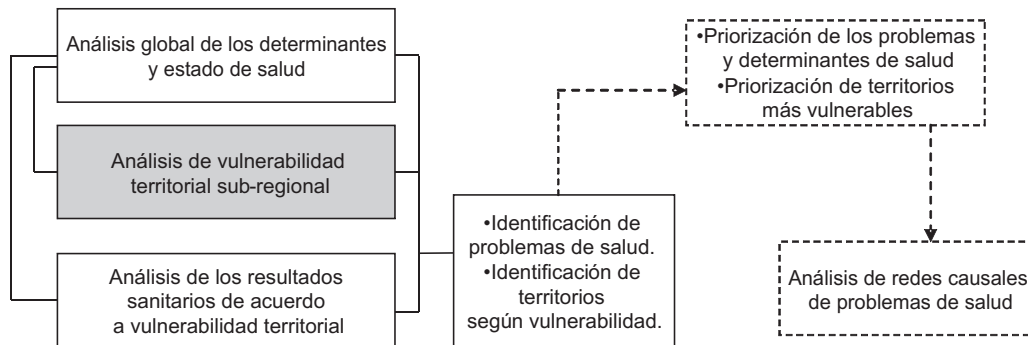 Análisis global de los determinantes
y estado de salud
Análisis de vulnerabilidad
territorial sub-regional
Análisis de los resultados
sanitarios de acuerdo
a vulnerabilidad territorial
•Identificación de
problemas de salud.
•Identificación de
territorios
según vulnerabilidad.
•Priorización de los problemas
y determinantes de salud
•Priorización de territorios
más vulnerables
Análisis de redes causales
de problemas de salud